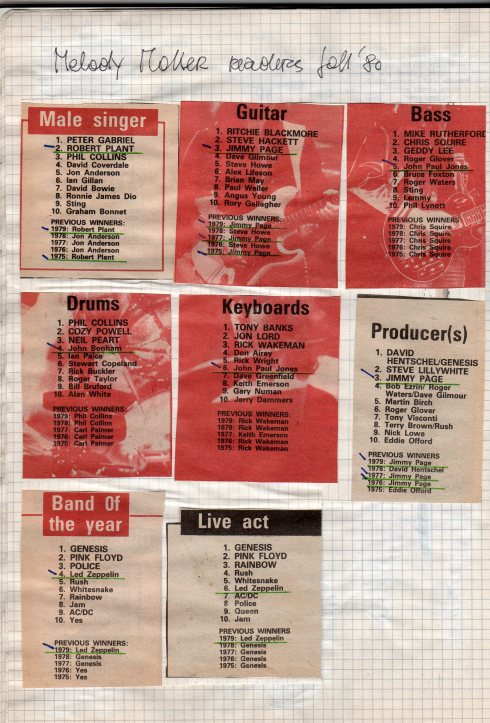 Melody Maker readers poll '80
Male singer
1. PETER GABRIEL
2. ROBERT PLANT
3. PHIL COLLINS
4. David Coverdale
5. Jon Anderson
6. Ian Gillan
7. David Bowie
8. Ronnie James Dio
9. Sting
10. Graham Bonnet
PREVIOUS WINNERS:
1979: Robert Plant
1978: Jon Anderson
1977: Jon Anderson
1976: Jon Anderson
1975: Robert Plant
Guitar
1. RITCHIE BLACKMORE
2. STEVE HACKETT
3. JIMMY PAGE
4. Dave Gilmour
5. Steve Howe
6. Alex Lifeson
7. Brian May
8. Paul Weller
9. Angus Young
10. Rory Gallagher
PREVIOUS WINNERS:
1979: Jimmy Page
1978: Steve Howe
1977: Jimmy Page
1976: Steve Howe
1975: Jimmy Page
Bass
1. MIKE RUTHERFORD
2. CHRIS SQUIRE
3. GEDDY LEE
4. Roger Glover
5. John Paul Jones
6. Bruce Foxton
7. Roger Waters
8. Sting
9. Lemmy
10. Phil Lynott
PREVIOUS WINNERS:
1979: Chris Squire
1978: Chris Squire
1977: Chris Squire
1976: Chris Squire
1975: Chris Squire
Drums
1. PHIL COLLINS
2. COZY POWELL
3. NEIL PEART
4. John Bonham
5. Ian Paice
6. Stewart Copeland
7. Rick Buckler
8. Roger Taylor
9. Bill Bruford
10. Alan White
PREVIOUS WINNERS:
1979: Phil Collins
1978: Phil Collins
1977: Carl Palmer
1976: Carl Palmer
1975: Carl Palmer
Keyboards
1. TONY BANKS
2. JON LORD
3. RICK WAKEMAN
4. Don Airey
5. Rick Wright
6. John Paul Jones
7. Dave Greenfield
8. Keith Emerson
9. Gary Numan
10. Jerry Dammers
PREVIOUS WINNERS:
1979: Rick Wakeman
1978: Rick Wakeman
1977: Keith Emerson
1976: Rick Wakeman
1975: Rick Wakeman
Producer(s)
1. DAVID
HENTSCHEL/GENESIS
2. STEVE LILLYWHITE
3. JIMMY PAGE
4. Bob Ezrin/Roger
Waters/Dave Gilmour
5. Martin Birch
6. Roger Glover
7. Tony Visconti
8. Terry Brown/Rush
9. Nick Lowe
10. Eddie Offord
PREVIOUS WINNERS:
1979: Jimmy Page
1978: David Hentschel
1977: Jimmy Page
1976: Jimmy Page
1975: Eddie Offord
Band Of
the year
1. GENESIS
2. PINK FLOYD
3. POLICE
4. Led Zeppelin
5. Rush
6. Whitesnake
7. Rainbow
8. Jam
9. AC/DC
10. Yes
PREVIOUS WINNERS:
1979: Led Zeppelin
1978: Genesis
1977: Genesis
1976: Yes
1975: Yes
Live act
1. GENESIS
2. PINK FLOYD
3. RAINBOW
4. Rush
5. Whitesnake
6. Led Zeppelin
7. AC/DC
8 Police
9. Queen
10. Jam
PREVIOUS WINNERS:
1979: Led Zeppelin
1978: Genesis
1977: Genesis
1976: Genesis
1975: Genesis